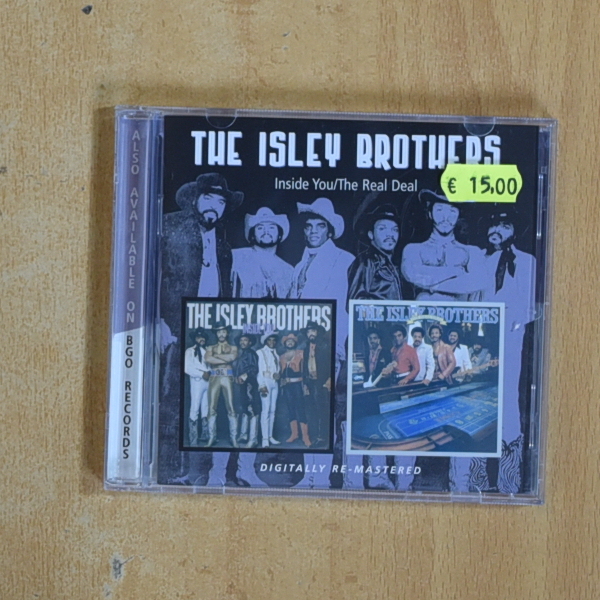 THE ISLEY BROTHERS
Inside You/The Real Deal
€ 15,00
ALSO AVAILABLE ON BGO RECORDS
THE ISLEY BROTHERS
THE ISLEY BROTHERS
DIGITALLY RE-MASTERED